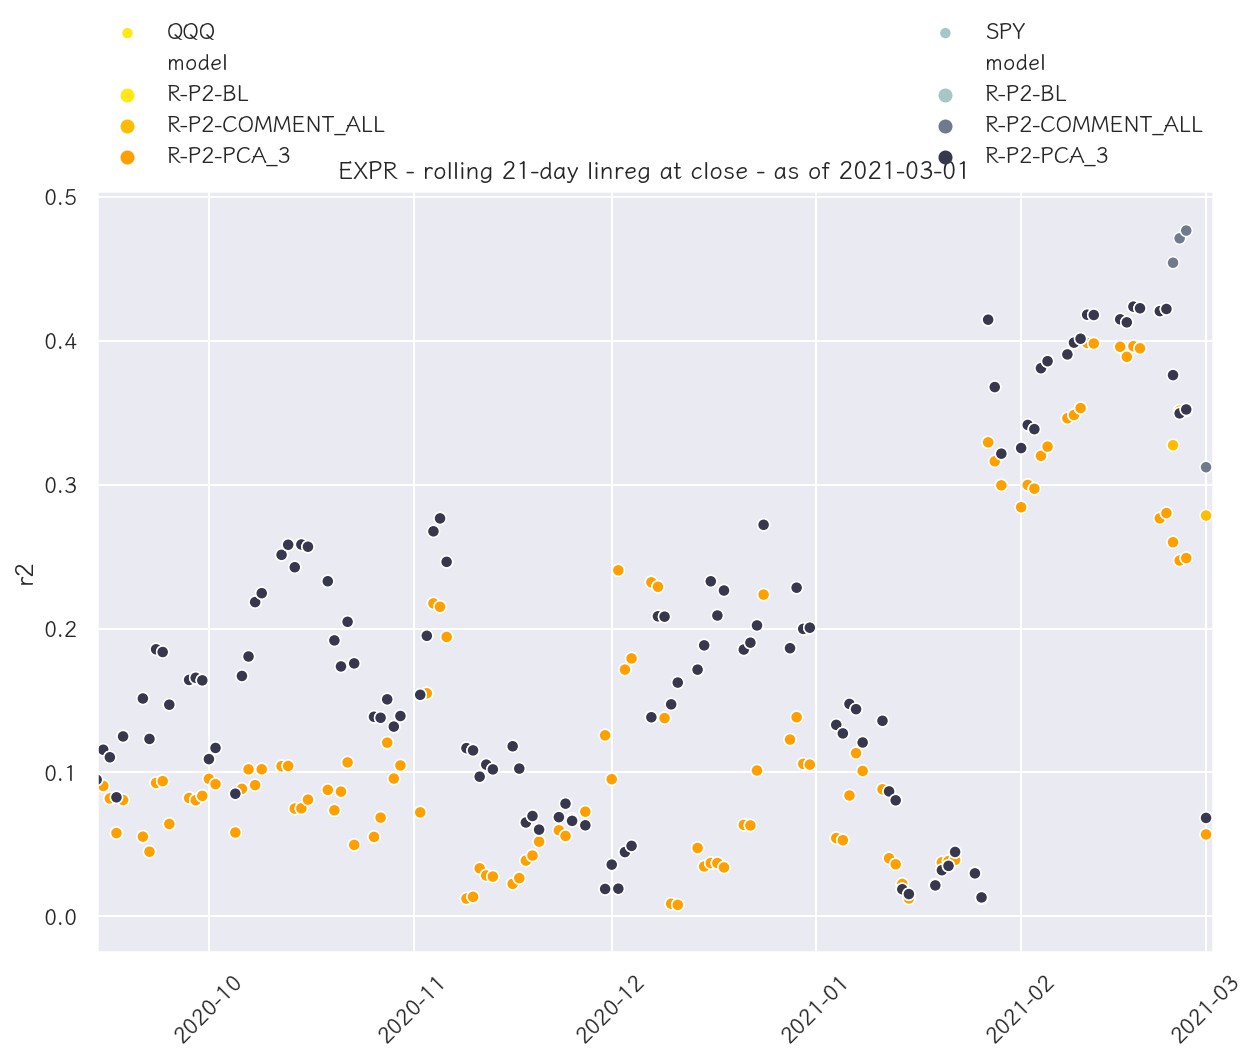 QQQ
model
R-P2-BL
R-P2-COMMENT_ALL
R-P2-PCA_3
SPY
model
R-P2-BL
R-P2-COMMENT_ALL
R-P2-PCA_3
EXPR - rolling 21-day linreg at close - as of 2021-03-01
0.5
0.4
0.3
0.2
0.1
0.0
r2
2020-10
2020-11
2020-12
2021-01
2021-02
2021-03